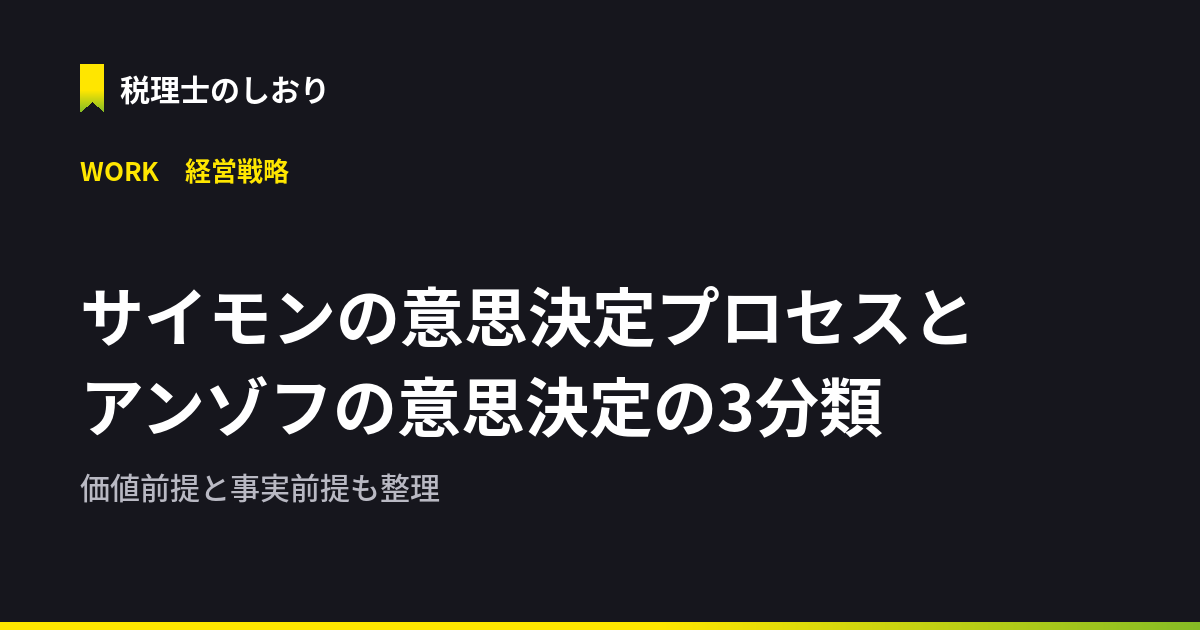 税理士のしおり
WORK　経営戦略
サイモンの意思決定プロセスと
アンゾフの意思決定の3分類
価値前提と事実前提も整理